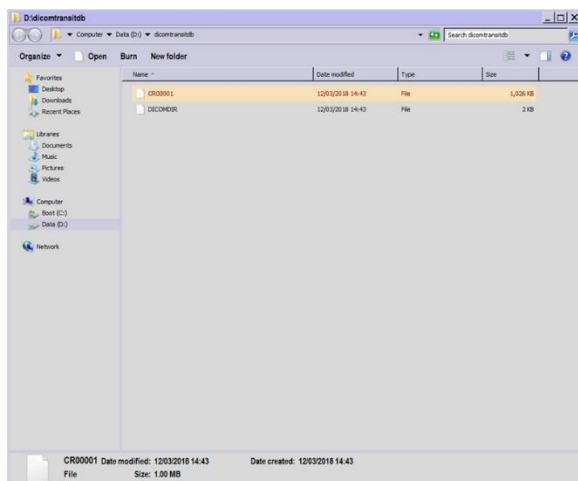 D:\dicomtransitdb
Computer Data (D:) dicomtransitdb Search dicomtransitdb
Organize Open Burn New folder
Name Date modified Type Size
Favorites
Desktop
Downloads
Recent Places
Libraries
Documents
Music
Pictures
Videos
Computer
Boot (C:)
Data (D:)
Network
CR00001 12/03/2018 14:43 File 1,026 KB
DICOMDIR 12/03/2018 14:43 File 2 KB
CR00001 Date modified: 12/03/2018 14:43 Date created: 12/03/2018 14:43
File Size: 1.00 MB